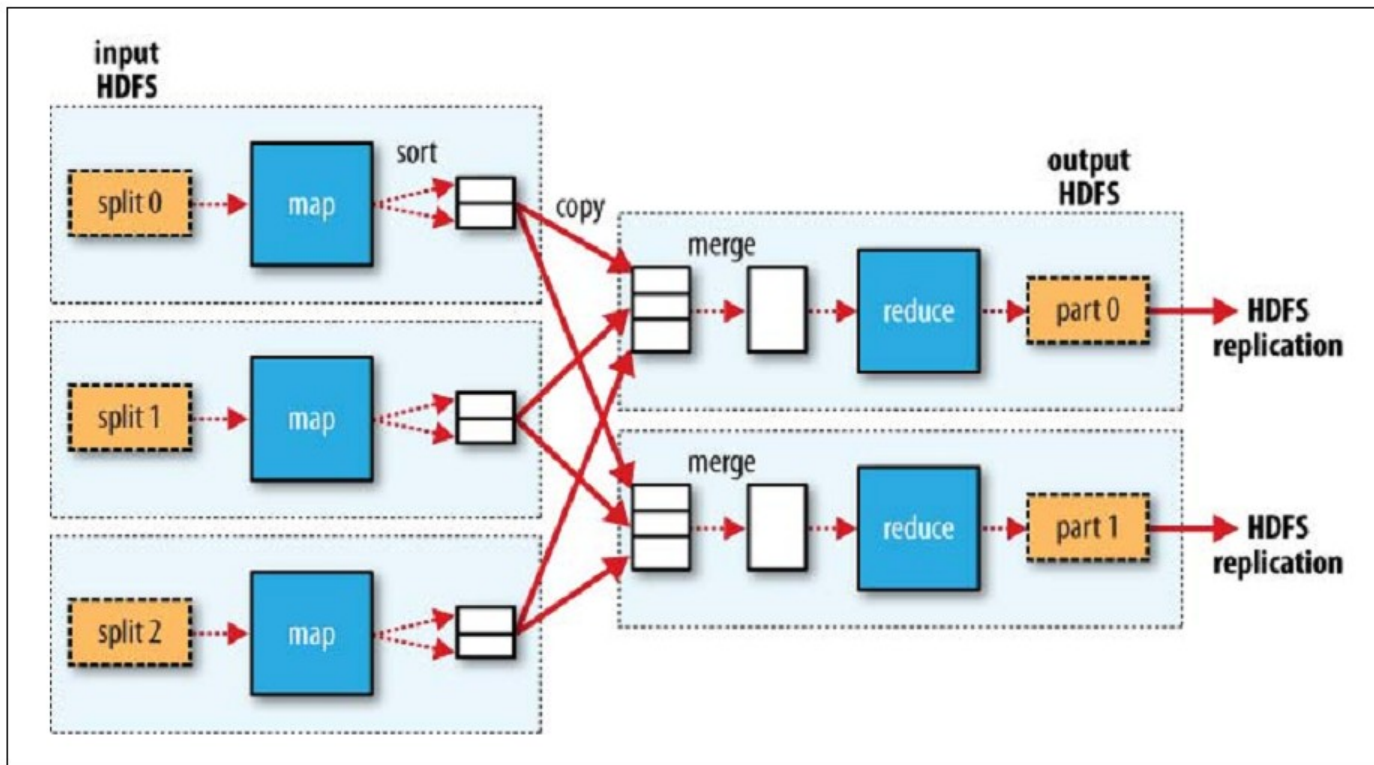 input
HDFS
split 0
map
sort
copy
split 1
map
split 2
map
output
HDFS
merge
reduce
part 0
HDFS
replication
merge
reduce
part 1
HDFS
replication